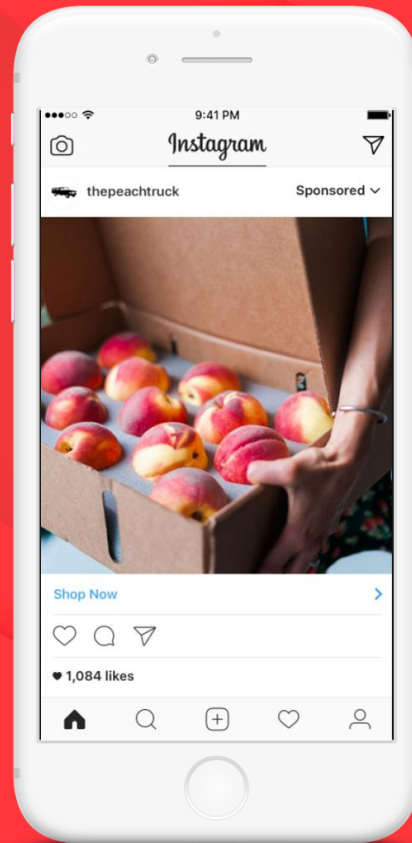 9:41 PM
Instagram
thepeachtruck Sponsored
Shop Now
1,084 likes